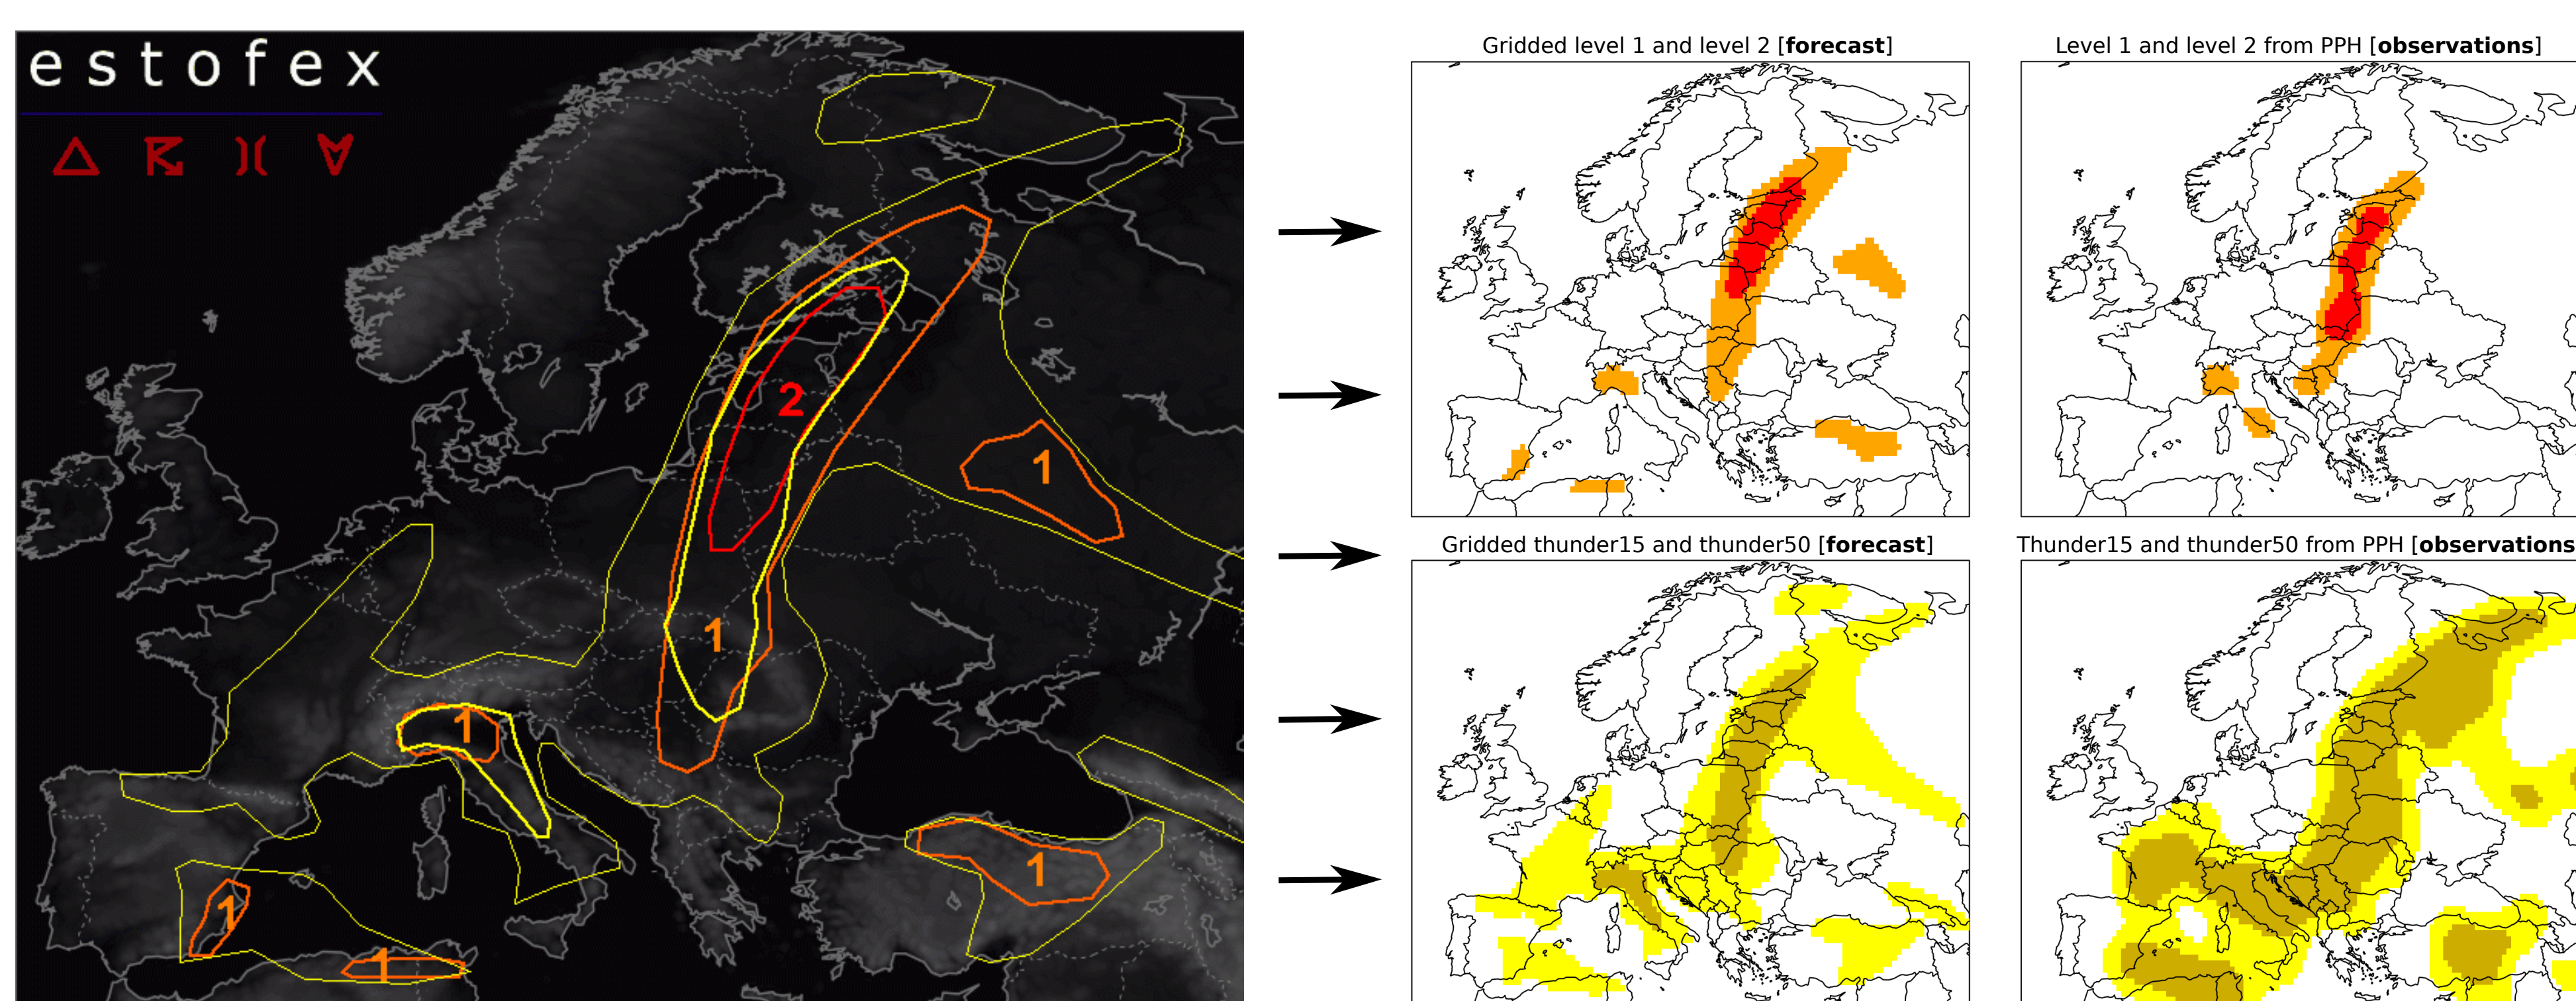 estofex
Gridded level 1 and level 2 [forecast]
Level 1 and level 2 from PPH [observations]
2
1
1
1
1
1
1
Gridded thunder15 and thunder50 [forecast]
Thunder15 and thunder50 from PPH [observations